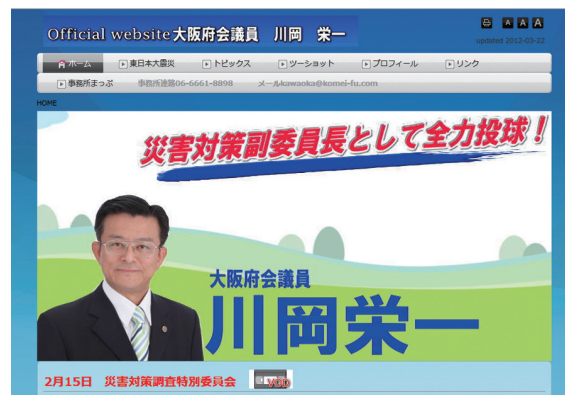 Official website大阪府会議員 川岡 栄一
A A A
updated 2012-03-22
ホーム 東日本大震災 トピックス ツーショット プロフィール リンク
事務所まっぷ 事務所連絡06-6661-8898 メールkawaoka@komei-fu.com
HOME
災害対策副委員長として全力投球！
大阪府会議員
川岡栄一
2月15日 災害対策調査特別委員会 VOD